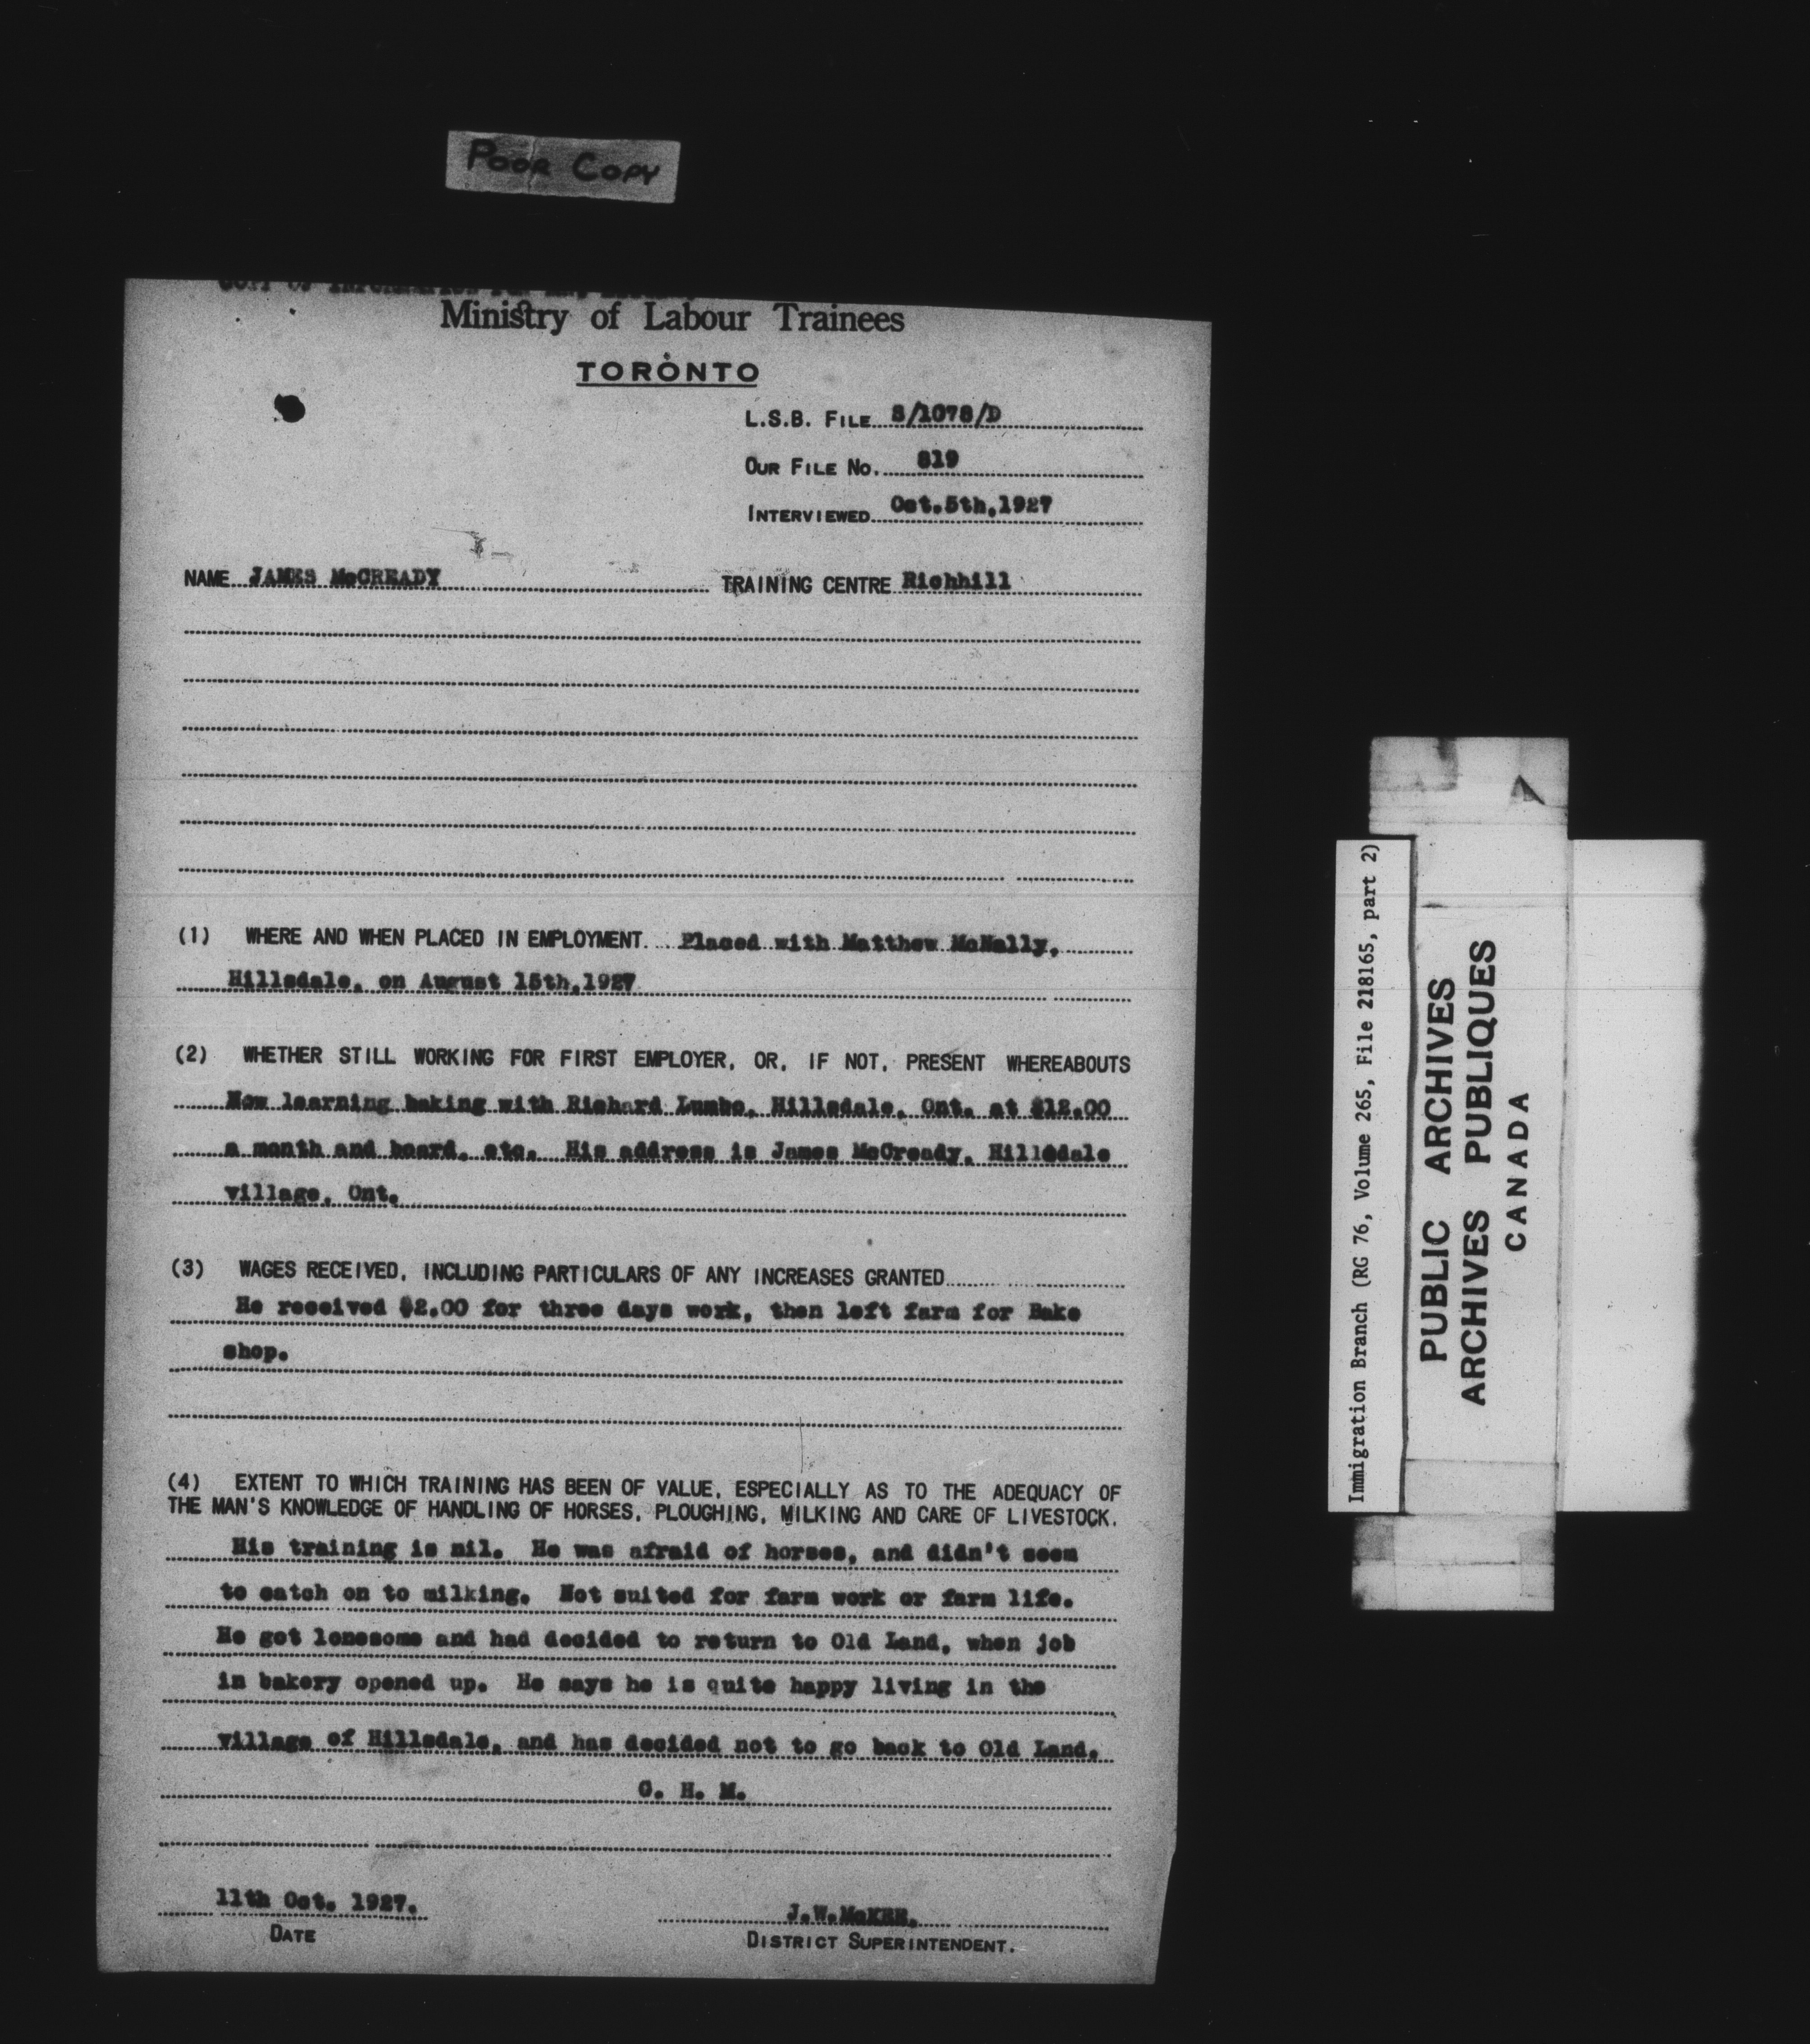 POOR COPY
Ministry of Labour Trainees
TORONTO
L.S.B. FILE S/1078/D
OUR FILE NO. 819
INTERVIEWED Oct.5th,1927
NAME JAMES McCREADY TRAINING CENTRE Richhill
(1) WHERE AND WHEN PLACED IN EMPLOYMENT. Placed with Matthew McNally,
Hillsdale, on August 15th,1927
(2) WHETHER STILL WORKING FOR FIRST EMPLOYER, OR, IF NOT, PRESENT WHEREABOUTS
Now learning baking with Richard Lumbe, Hillsdale, Ont. at $12.00
a month and board, etc. His address is James McCready, Hillsdale
village, Ont.
(3) WAGES RECEIVED, INCLUDING PARTICULARS OF ANY INCREASES GRANTED
He received $2.00 for three days work, then left farm for Bake
shop.
(4) EXTENT TO WHICH TRAINING HAS BEEN OF VALUE, ESPECIALLY AS TO THE ADEQUACY OF
THE MAN'S KNOWLEDGE OF HANDLING OF HORSES, PLOUGHING, MILKING AND CARE OF LIVESTOCK.
His training is nil. He was afraid of horses, and didn't seem
to catch on to milking. Not suited for farm work or farm life.
He got lonesome and had decided to return to Old Land, when job
in bakery opened up. He says he is quite happy living in the
village of Hillsdale, and has decided not to go back to Old Land.
G. H. M.
11th Oct. 1927.
DATE
J.W.McKEE.
DISTRICT SUPERINTENDENT.
Immigration Branch (RG 76, Volume 265, File 218165, part 2)
PUBLIC ARCHIVES
ARCHIVES PUBLIQUES
CANADA